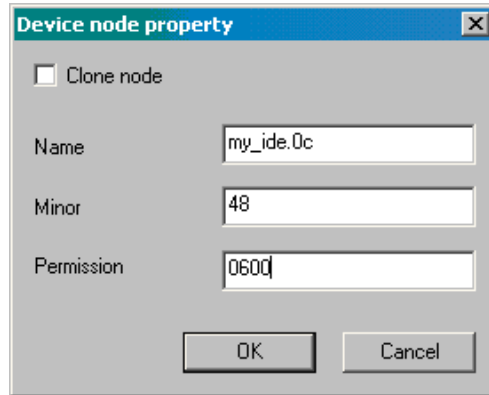 Device node property
Clone node
Name my_ide.0c
Minor 48
Permission 0600
OK Cancel